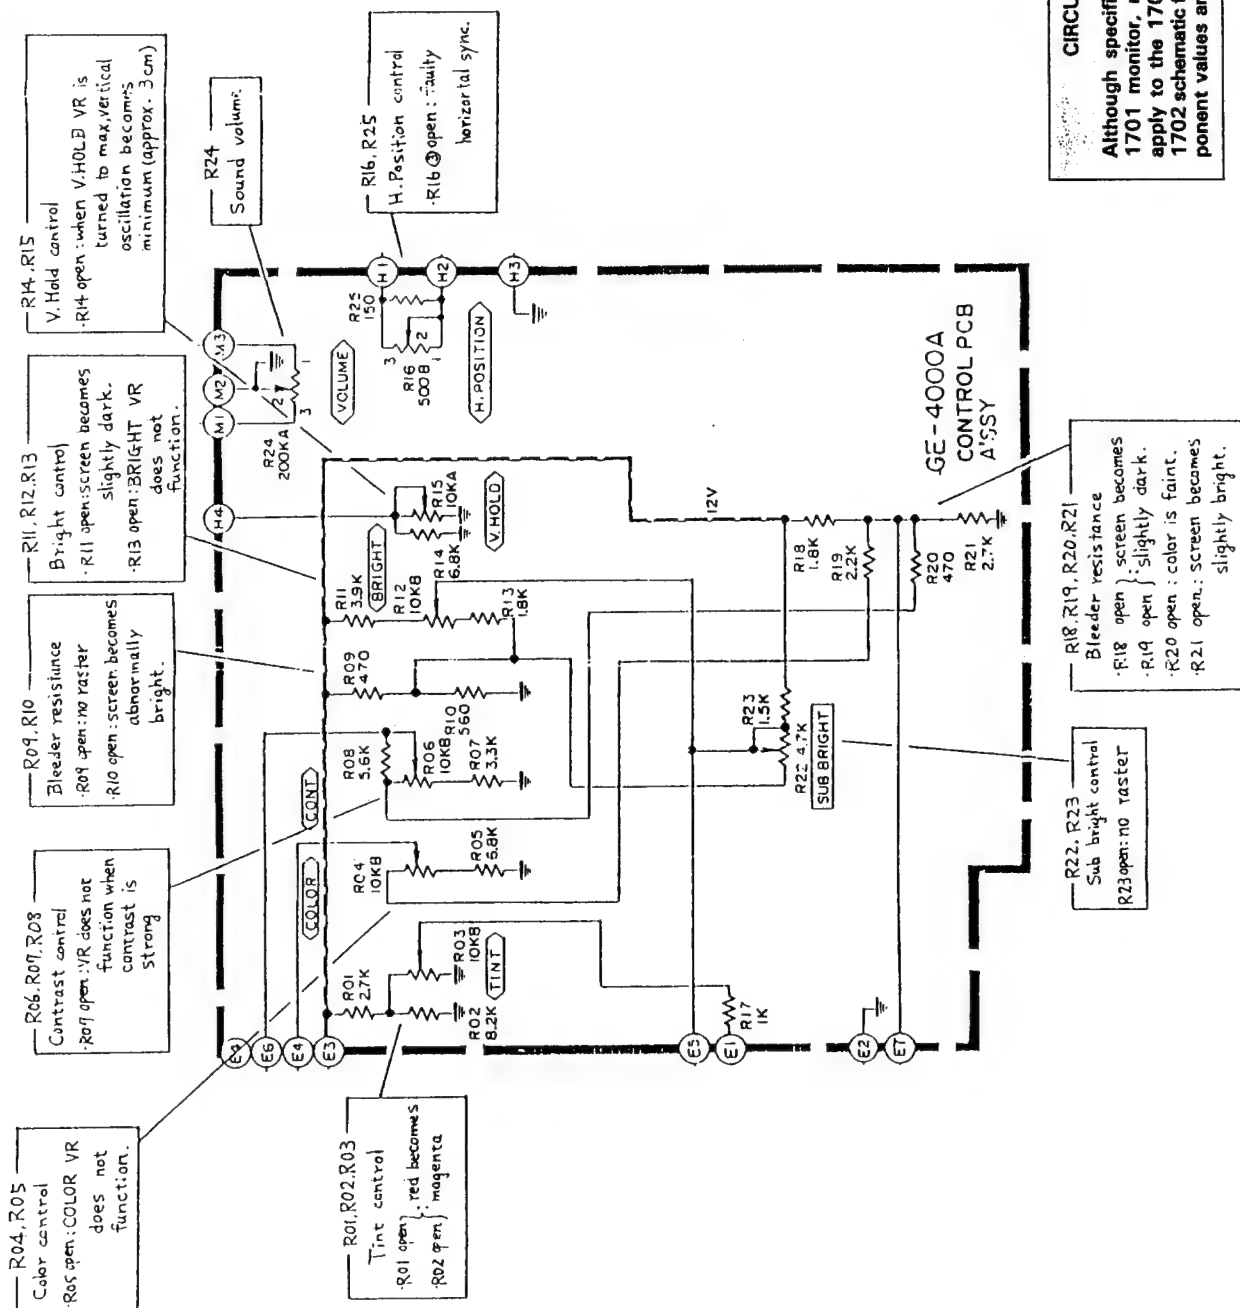 R14, R15
V. Hold control
·R14 open: when V.HOLD VR is
turned to max, vertical
oscillation becomes
minimum (approx. 3cm)
R24
Sound volume.
R16, R25
H. Position control
·R16 ③ open: Faulty
horizontal sync.
CIRCU
Although specifi
1701 monitor,
apply to the 170
1702 schematic
ponent values ar
R11, R12, R13
Bright control
·R11 open: screen becomes
slightly dark.
·R13 open: BRIGHT VR
does not
function.
R09, R10
Bleeder resistance
·R09 open: no raster
·R10 open: screen becomes
abnormally
bright.
R06, R07, R08
Contrast control
·R07 open: VR does not
function when
contrast is
strong
R04, R05
Color control
·R05 open: COLOR VR
does not
function.
R01, R02, R03
Tint control
·R01 open } : red becomes
·R02 open } magenta
R22, R23
Sub bright control
R23 open: no raster
R18, R19, R20, R21
Bleeder resistance
·R18 open } : screen becomes
·R19 open } slightly dark.
·R20 open: color is faint.
·R21 open: screen becomes
slightly bright.
M3
M2
M1
H4
H1
H2
H3
E6
E4
E3
E5
E1
E2
E7
1
2
3
R24
200KA
VOLUME
R25
150
3
2
1
R16
500B
H.POSITION
R15
10KA
R14
6.8K
V.HOLD
BRIGHT
R11
3.9K
R12
10KB
R13
1.8K
R09
470
R10
560
CONT
R08
5.6K
R06
10KB
R07
3.3K
COLOR
R04
10KB
R05
6.8K
R01
2.7K
R02
8.2K
R03
10KB
TINT
R17
1K
R23
1.5K
R22 4.7K
SUB BRIGHT
12V
R18
1.8K
R19
2.2K
R20
470
R21
2.7K
GE-4000A
CONTROL PCB
A'SSY